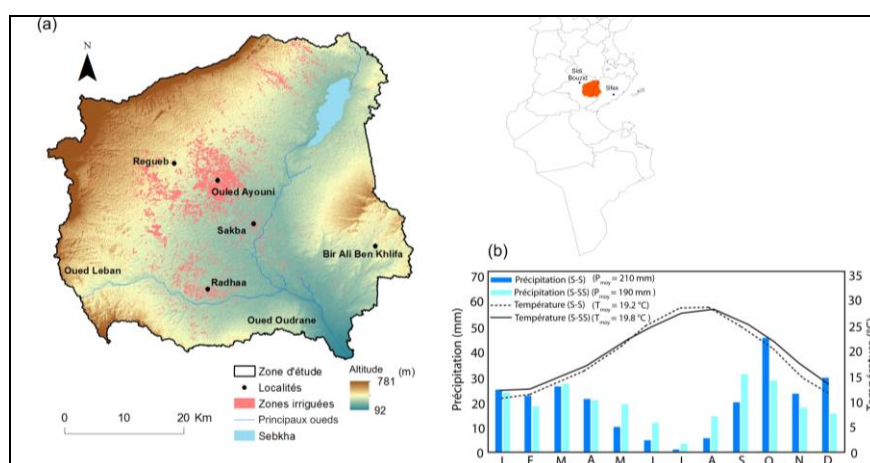 (a)
N
Regueb
Ouled Ayouni
Sakba
Bir Ali Ben Khlifa
Oued Leban
Radhaa
Oued Oudrane
Zone d'étude
Localités
Zones irriguées
Principaux oueds
Sebkha
Altitude (m)
781
92
0 20 Km
Sidi Bouzid
Sfax
(b)
Précipitation (S-S) (Pmoy = 210 mm)
Précipitation (S-SS) (Pmoy = 190 mm )
Température (S-S) (Tmoy = 19.2 °C)
Température (S-SS) (Tmoy = 19.8 °C )
Précipitation (mm)
70
60
50
40
30
20
10
0
35
30
25
20
15
10
5
0
Température (°C)
J F M A M J J A S O N D